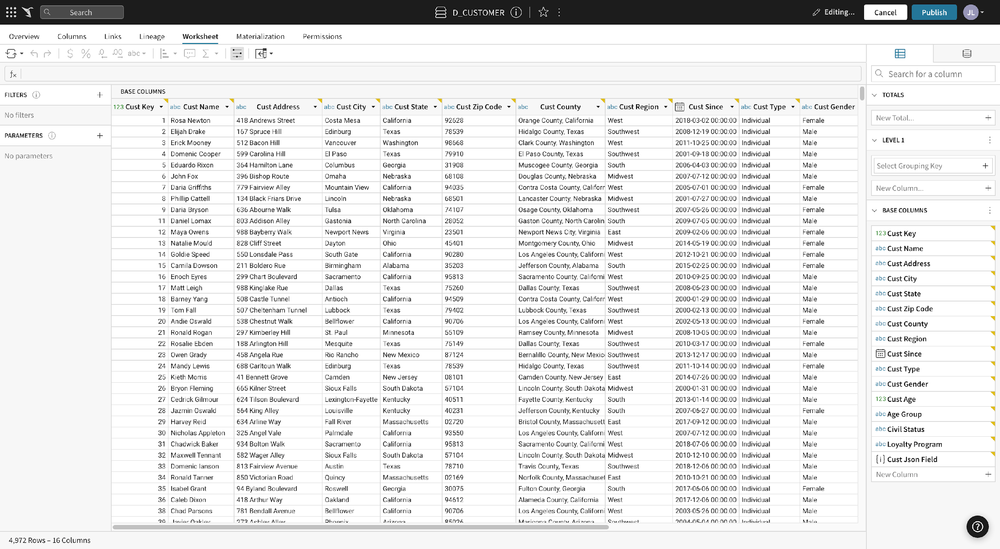 Search
D_CUSTOMER
Editing...
Cancel
Publish
JL
Overview Columns Links Lineage Worksheet Materialization Permissions
$ % .0 .00 abc Σ
fx
Search for a column
FILTERS
No filters
PARAMETERS
No parameters
BASE COLUMNS
123 Cust Key abc Cust Name abc Cust Address abc Cust City abc Cust State abc Cust Zip Code abc Cust County abc Cust Region Cust Since abc Cust Type abc Cust Gender
1 Rosa Newton 418 Andrews Street Costa Mesa California 92628 Orange County, California West 2018-03-02 00:00:00 Individual Female
2 Elijah Drake 167 Spruce Hill Edinburg Texas 78539 Hidalgo County, Texas Southwest 2008-12-19 00:00:00 Individual Male
3 Erick Mooney 512 Bacon Hill Vancouver Washington 98668 Clark County, Washington West 2011-10-25 00:00:00 Individual Male
4 Domenic Cooper 599 Carolina Hill El Paso Texas 79910 El Paso County, Texas Southwest 2001-09-18 00:00:00 Individual Male
5 Eduardo Rixon 364 Hamilton Lane Columbus Georgia 31908 Muscogee County, Georgia South 2006-04-03 00:00:00 Individual Male
6 John Fox 396 Bishop Route Omaha Nebraska 68108 Douglas County, Nebraska Midwest 2007-07-12 00:00:00 Individual Male
7 Daria Griffiths 779 Fairview Alley Mountain View California 94035 Contra Costa County, Califorr West 2005-07-01 00:00:00 Individual Female
8 Phillip Cattell 134 Black Friars Drive Lincoln Nebraska 68501 Lancaster County, Nebraska Midwest 2001-07-27 00:00:00 Individual Male
9 Daria Bryson 636 Abourne Walk Tulsa Oklahoma 74107 Osage County, Oklahoma Southwest 2007-05-26 00:00:00 Individual Female
11 Daniel Lomax 803 Addison Alley Gastonia North Carolina 28052 Gaston County, North Carolin South 2009-07-05 00:00:00 Individual Male
12 Maya Owens 988 Bayberry Walk Newport News Virginia 23501 Newport News City, Virginia East 2009-02-06 00:00:00 Individual Female
13 Natalie Mould 828 Cliff Street Dayton Ohio 45401 Montgomery County, Ohio Midwest 2014-05-19 00:00:00 Individual Female
14 Goldie Speed 550 Lonsdale Pass South Gate California 90280 Los Angeles County, Californi West 2012-10-21 00:00:00 Individual Female
15 Camila Dowson 211 Boldero Rue Birmingham Alabama 35203 Jefferson County, Alabama South 2015-02-25 00:00:00 Individual Female
16 Enoch Eyres 299 Chart Boulevard Sacramento California 95813 Sacramento County, Californi West 2010-09-25 00:00:00 Individual Male
17 Matt Leigh 988 Kinglake Rue Dallas Texas 75260 Dallas County, Texas Southwest 2008-06-23 00:00:00 Individual Male
18 Barney Yang 508 Castle Tunnel Antioch California 94509 Contra Costa County, Califorr West 2000-01-29 00:00:00 Individual Male
19 Tom Fall 507 Cheltenham Tunnel Lubbock Texas 79402 Lubbock County, Texas Southwest 2000-02-13 00:00:00 Individual Male
20 Andie Oswald 538 Chestnut Walk Bellflower California 90706 Los Angeles County, Californi West 2002-05-13 00:00:00 Individual Female
21 Ronald Rogan 297 Kimberley Hill St. Paul Minnesota 55109 Ramsey County, Minnesota Midwest 2008-10-05 00:00:00 Individual Male
22 Rosalie Ebden 188 Arlington Hill Mesquite Texas 75149 Dallas County, Texas Southwest 2010-03-17 00:00:00 Individual Female
23 Owen Grady 458 Angela Rue Rio Rancho New Mexico 87124 Bernalillo County, New Mexic Southwest 2013-12-17 00:00:00 Individual Male
24 Mandy Lewis 688 Carltoun Walk Edinburg Texas 78539 Hidalgo County, Texas Southwest 2011-10-14 00:00:00 Individual Female
25 Kieth Morris 41 Bennett Grove Camden New Jersey 08101 Camden County, New Jersey East 2014-07-26 00:00:00 Individual Male
26 Bryon Fleming 665 Kilner Street Sioux Falls South Dakota 57104 Lincoln County, South Dakota Midwest 2000-01-31 00:00:00 Individual Male
27 Cedrick Gilmour 624 Tilson Boulevard Lexington-Fayette Kentucky 40511 Fayette County, Kentucky South 2013-01-14 00:00:00 Individual Male
28 Jazmin Oswald 564 King Alley Louisville Kentucky 40231 Jefferson County, Kentucky South 2007-06-27 00:00:00 Individual Female
29 Harvey Reid 634 Arline Way Fall River Massachusetts 02720 Bristol County, Massachusett East 2017-09-12 00:00:00 Individual Male
30 Nicholas Appleton 325 Angel Vale Palmdale California 93550 Los Angeles County, Californi West 2007-07-12 00:00:00 Individual Male
31 Chadwick Baker 934 Bolton Walk Sacramento California 95813 Sacramento County, Californi West 2018-07-06 00:00:00 Individual Male
32 Maxwell Tennant 582 Wager Alley Sioux Falls South Dakota 57104 Lincoln County, South Dakota Midwest 2010-12-10 00:00:00 Individual Male
33 Domenic Ianson 813 Fairview Avenue Austin Texas 78710 Travis County, Texas Southwest 2018-12-06 00:00:00 Individual Male
34 Ronald Tanner 850 Victorian Road Quincy Massachusetts 02169 Norfolk County, Massachuset East 2010-10-21 00:00:00 Individual Male
35 Isabel Grant 94 Byland Boulevard Roswell Georgia 30075 Fulton County, Georgia South 2017-06-06 00:00:00 Individual Female
36 Caleb Dixon 418 Arthur Way Oakland California 94612 Alameda County, California West 2017-12-06 00:00:00 Individual Male
38 Chad Parsons 781 Bendall Avenue Bellflower California 90706 Los Angeles County, Californi West 2003-05-26 00:00:00 Individual Male
39 Javier Oakley 273 Ashley Alley Phoenix Arizona 85026 Maricopa County, Arizona Southwest 2004-05-04 00:00:00 Individual Male
4,972 Rows – 16 Columns
TOTALS
New Total...
LEVEL 1
Select Grouping Key
New Column...
BASE COLUMNS
123 Cust Key
abc Cust Name
abc Cust Address
abc Cust City
abc Cust State
abc Cust Zip Code
abc Cust County
abc Cust Region
Cust Since
abc Cust Type
abc Cust Gender
123 Cust Age
abc Age Group
abc Civil Status
abc Loyalty Program
[i] Cust Json Field
New Column